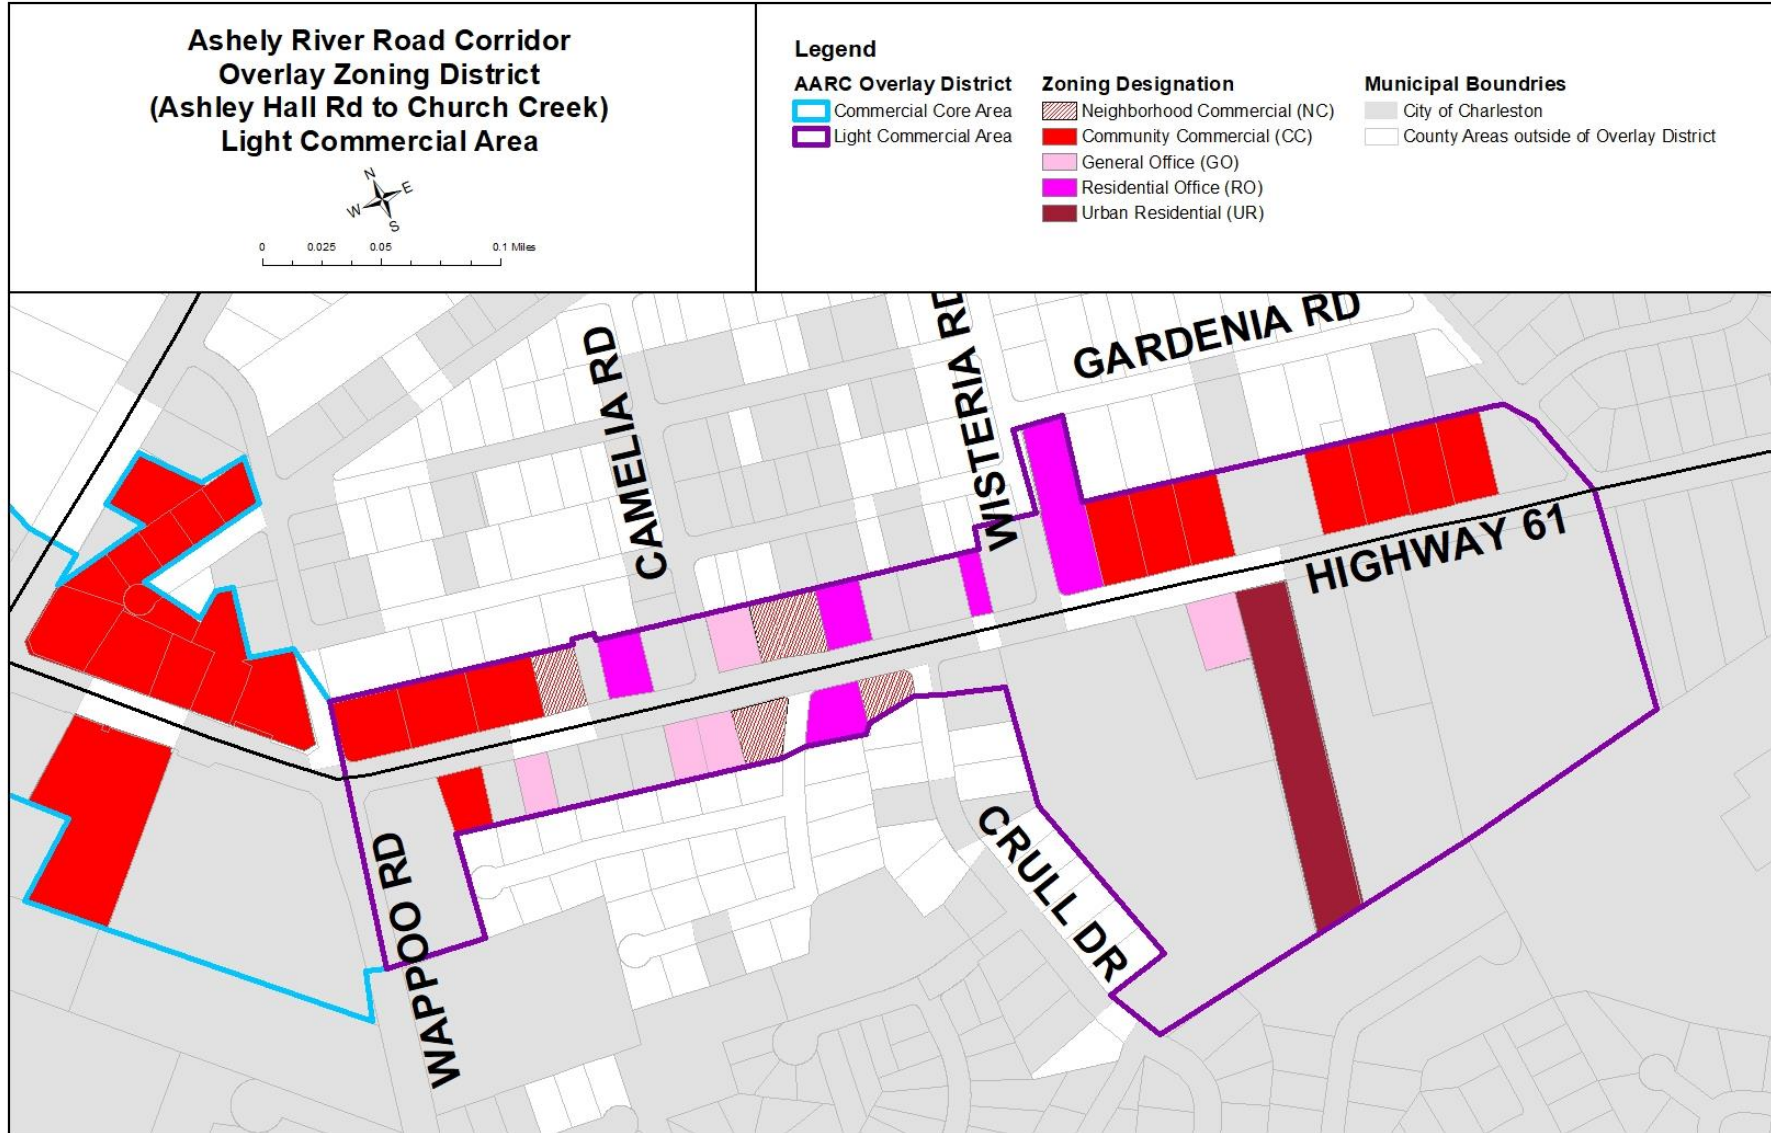 Ashely River Road Corridor
Overlay Zoning District
(Ashley Hall Rd to Church Creek)
Light Commercial Area
N
E
W
S
0 0.025 0.05 0.1 Miles
Legend
AARC Overlay District
Commercial Core Area
Light Commercial Area
Zoning Designation
Neighborhood Commercial (NC)
Community Commercial (CC)
General Office (GO)
Residential Office (RO)
Urban Residential (UR)
Municipal Boundries
City of Charleston
County Areas outside of Overlay District
CAMELIA RD
WISTERIA RD
GARDENIA RD
HIGHWAY 61
WAPPOO RD
CRULL DR